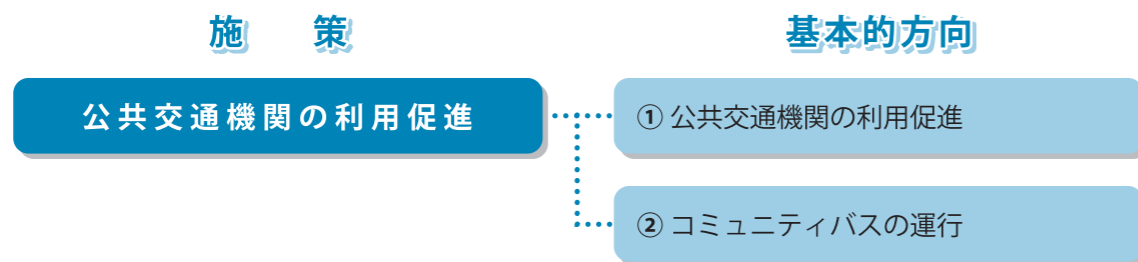 施　策
基本的方向
公共交通機関の利用促進
① 公共交通機関の利用促進
② コミュニティバスの運行